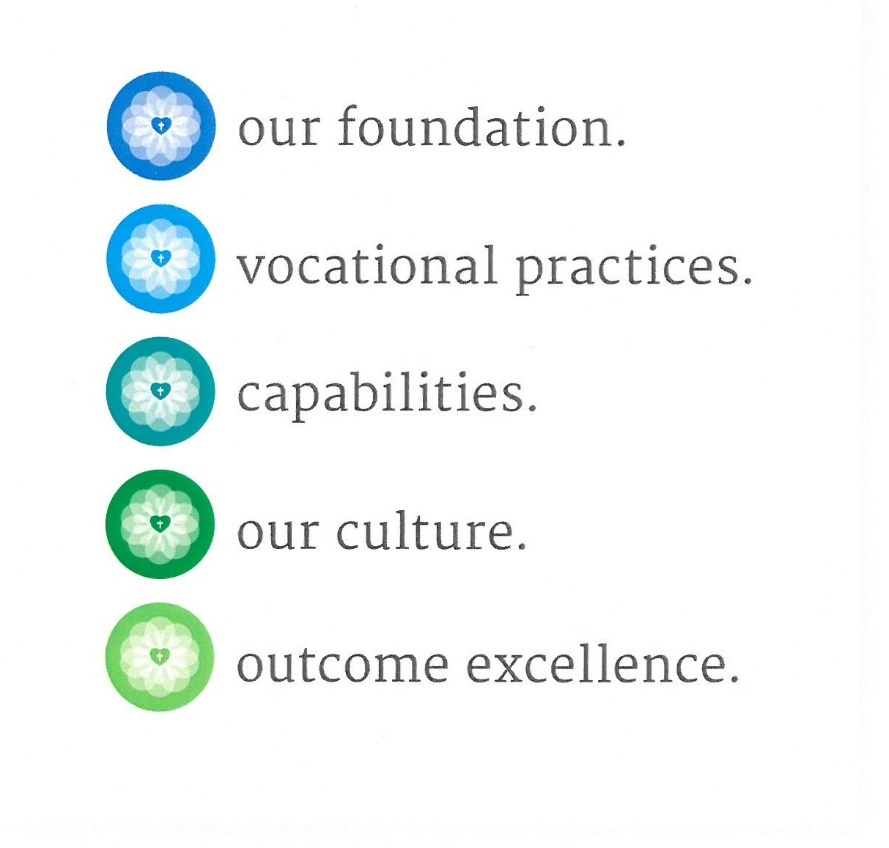 our foundation.
vocational practices.
capabilities.
our culture.
outcome excellence.